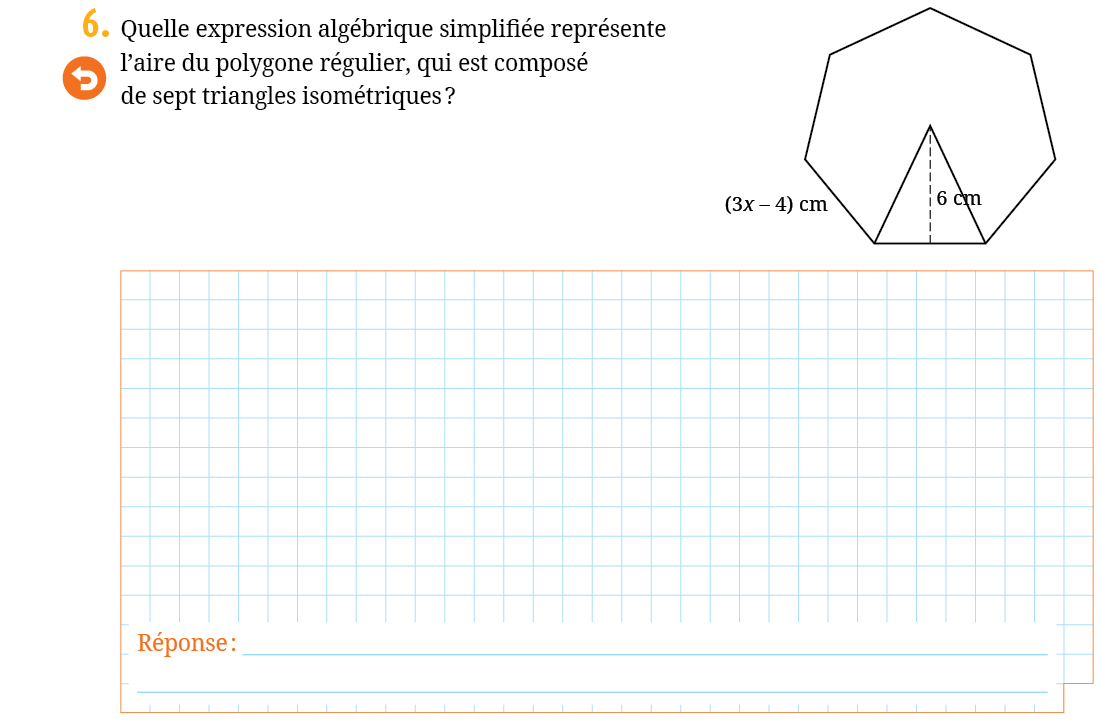 6. Quelle expression algébrique simplifiée représente
l’aire du polygone régulier, qui est composé
de sept triangles isométriques ?
(3x – 4) cm
6 cm
Réponse :